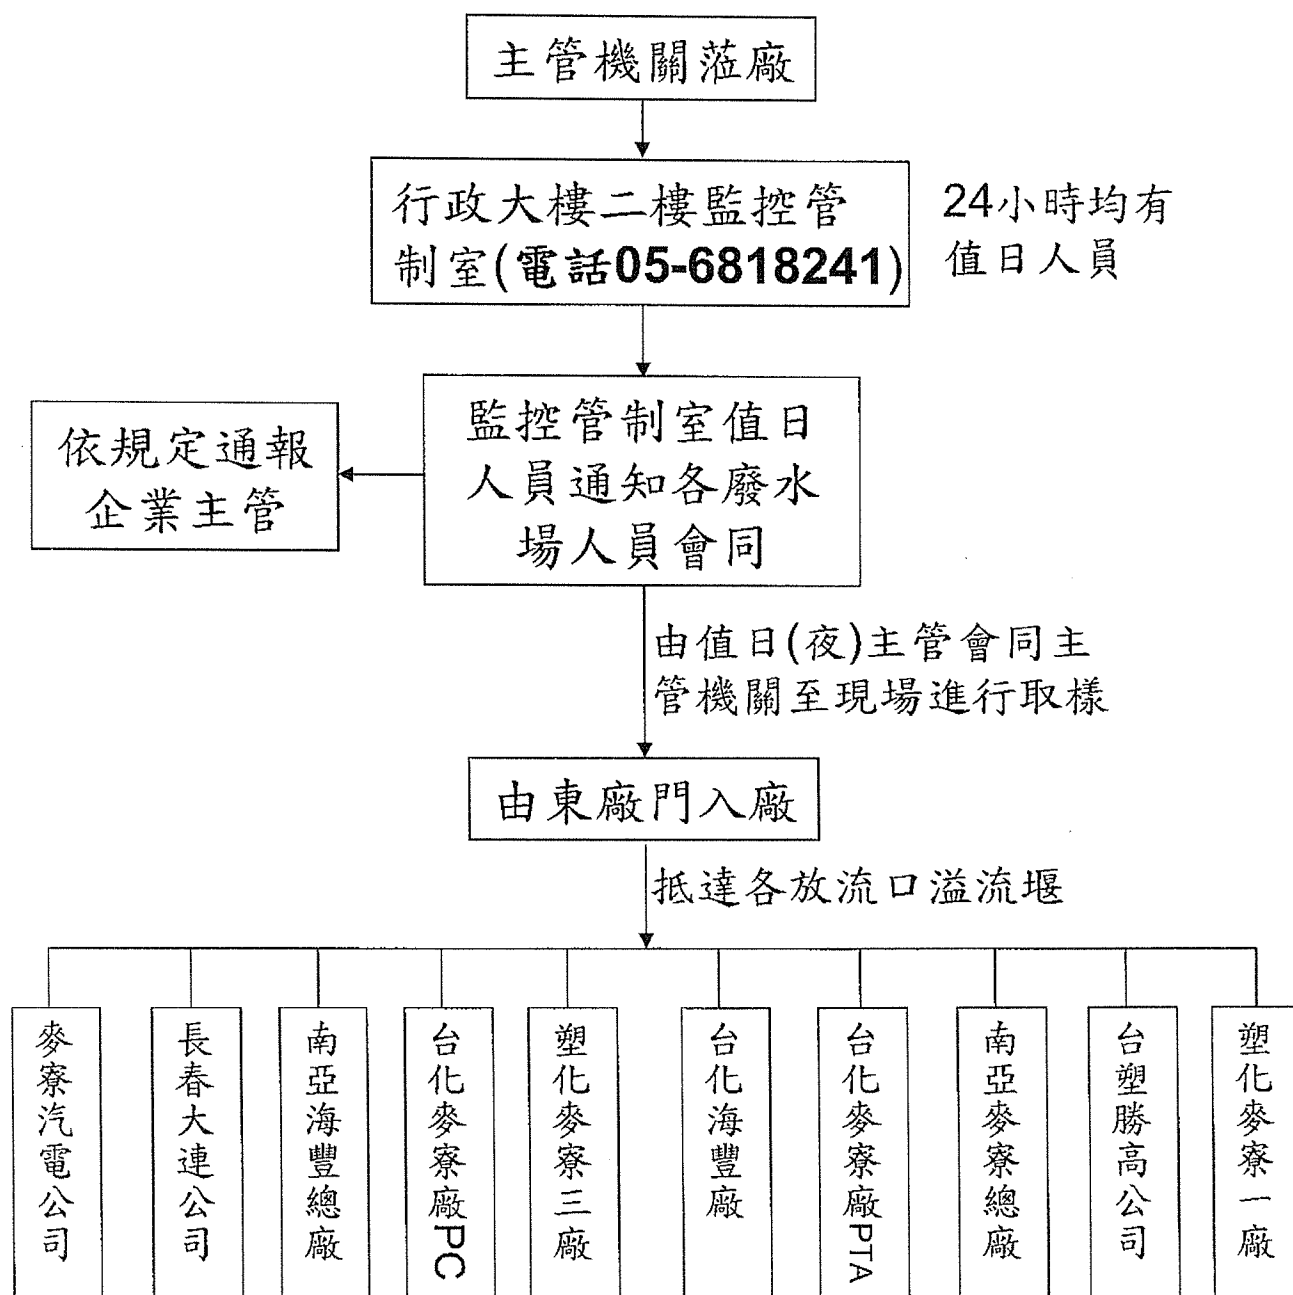 主管機關蒞廠
行政大樓二樓監控管
制室(電話05-6818241)
24小時均有
值日人員
監控管制室值日
人員通知各廢水
場人員會同
依規定通報
企業主管
由值日(夜)主管會同主
管機關至現場進行取樣
由東廠門入廠
抵達各放流口溢流堰
麥寮汽電公司
長春大連公司
南亞海豐總廠
台化麥寮廠PC
塑化麥寮三廠
台化海豐廠
台化麥寮廠PTA
南亞麥寮總廠
台塑勝高公司
塑化麥寮一廠